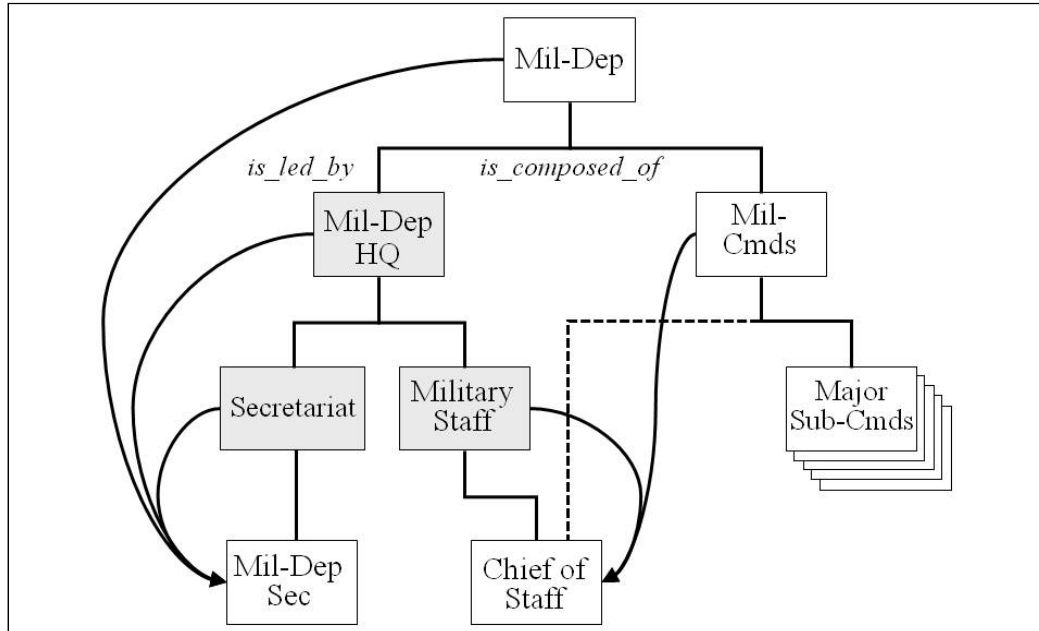 Mil-Dep
is_led_by
is_composed_of
Mil-Dep
HQ
Mil-
Cmds
Secretariat
Military
Staff
Major
Sub-Cmds
Mil-Dep
Sec
Chief of
Staff